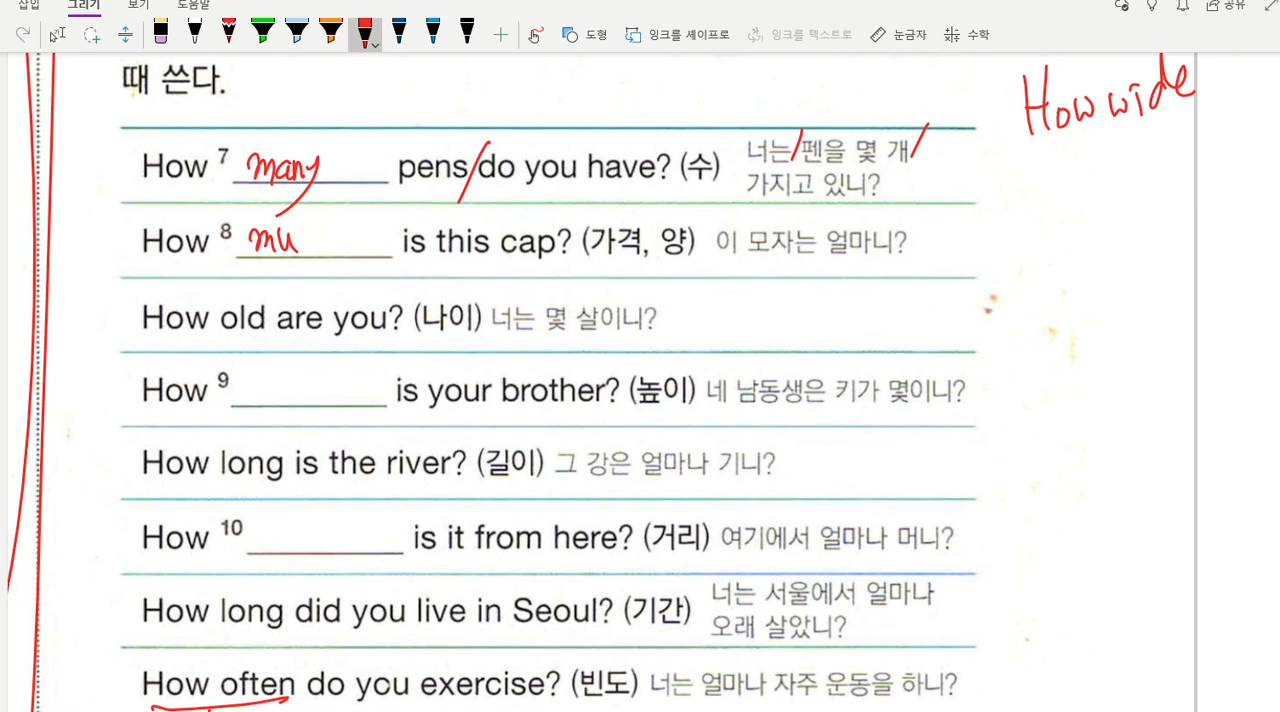 삽입 그리기 보기 도움말
공유
도형 잉크를 셰이프로 잉크를 텍스트로 눈금자 수학
때 쓴다.
How wide
How 7 many pens/do you have? (수) 너는/펜을 몇 개/
가지고 있니?
How 8 mu is this cap? (가격, 양) 이 모자는 얼마니?
How old are you? (나이) 너는 몇 살이니?
How 9 is your brother? (높이) 네 남동생은 키가 몇이니?
How long is the river? (길이) 그 강은 얼마나 기니?
How 10 is it from here? (거리) 여기에서 얼마나 머니?
How long did you live in Seoul? (기간) 너는 서울에서 얼마나
오래 살았니?
How often do you exercise? (빈도) 너는 얼마나 자주 운동을 하니?